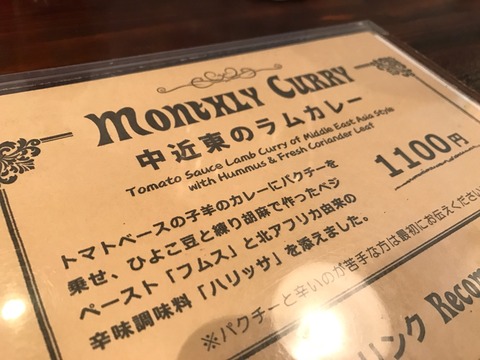 MONTHLY CURRY
中近東のラムカレー
Tomato Sauce Lamb Curry of Middle East Asia Style
with Hummus & Fresh Coriander Leaf
1100円
トマトベースの子羊のカレーにパクチーを
乗せ、ひよこ豆と練り胡麻で作ったベジ
ペースト「フムス」と北アフリカ由来の
辛味調味料「ハリッサ」を添えました。
※パクチーと辛いのが苦手な方は最初にお伝えください
リンク Recom